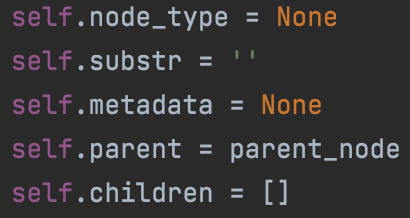 self.node_type = None
self.substr = ''
self.metadata = None
self.parent = parent_node
self.children = []